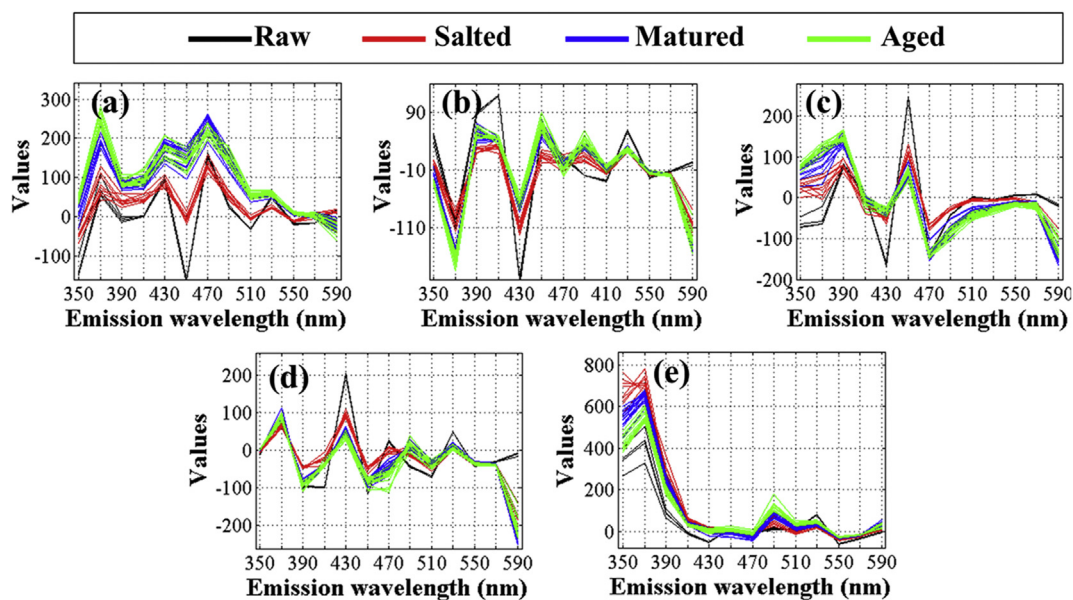 Raw Salted Matured Aged
(a) (b) (c)
300
200
100
0
-100
Values
350 390 430 470 510 550 590
Emission wavelength (nm)
90
-10
-110
Values
350 390 430 470 410 550 590
Emission wavelength (nm)
200
100
0
-100
-200
Values
350 390 430 470 510 550 590
Emission wavelength (nm)
(d) (e)
200
100
0
-100
-200
Values
350 390 430 470 510 550 590
Emission wavelength (nm)
800
600
400
200
0
Values
350 390 430 470 510 550 590
Emission wavelength (nm)